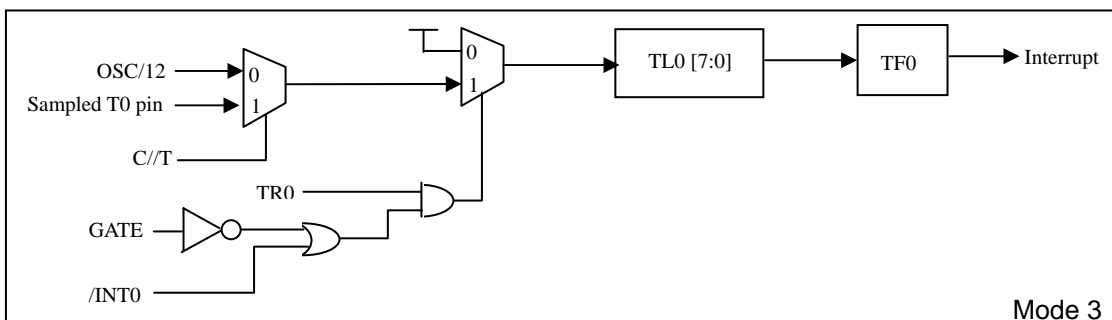 OSC/12
Sampled T0 pin
C//T
0
1
0
1
TL0 [7:0]
TF0
Interrupt
TR0
GATE
/INT0
Mode 3